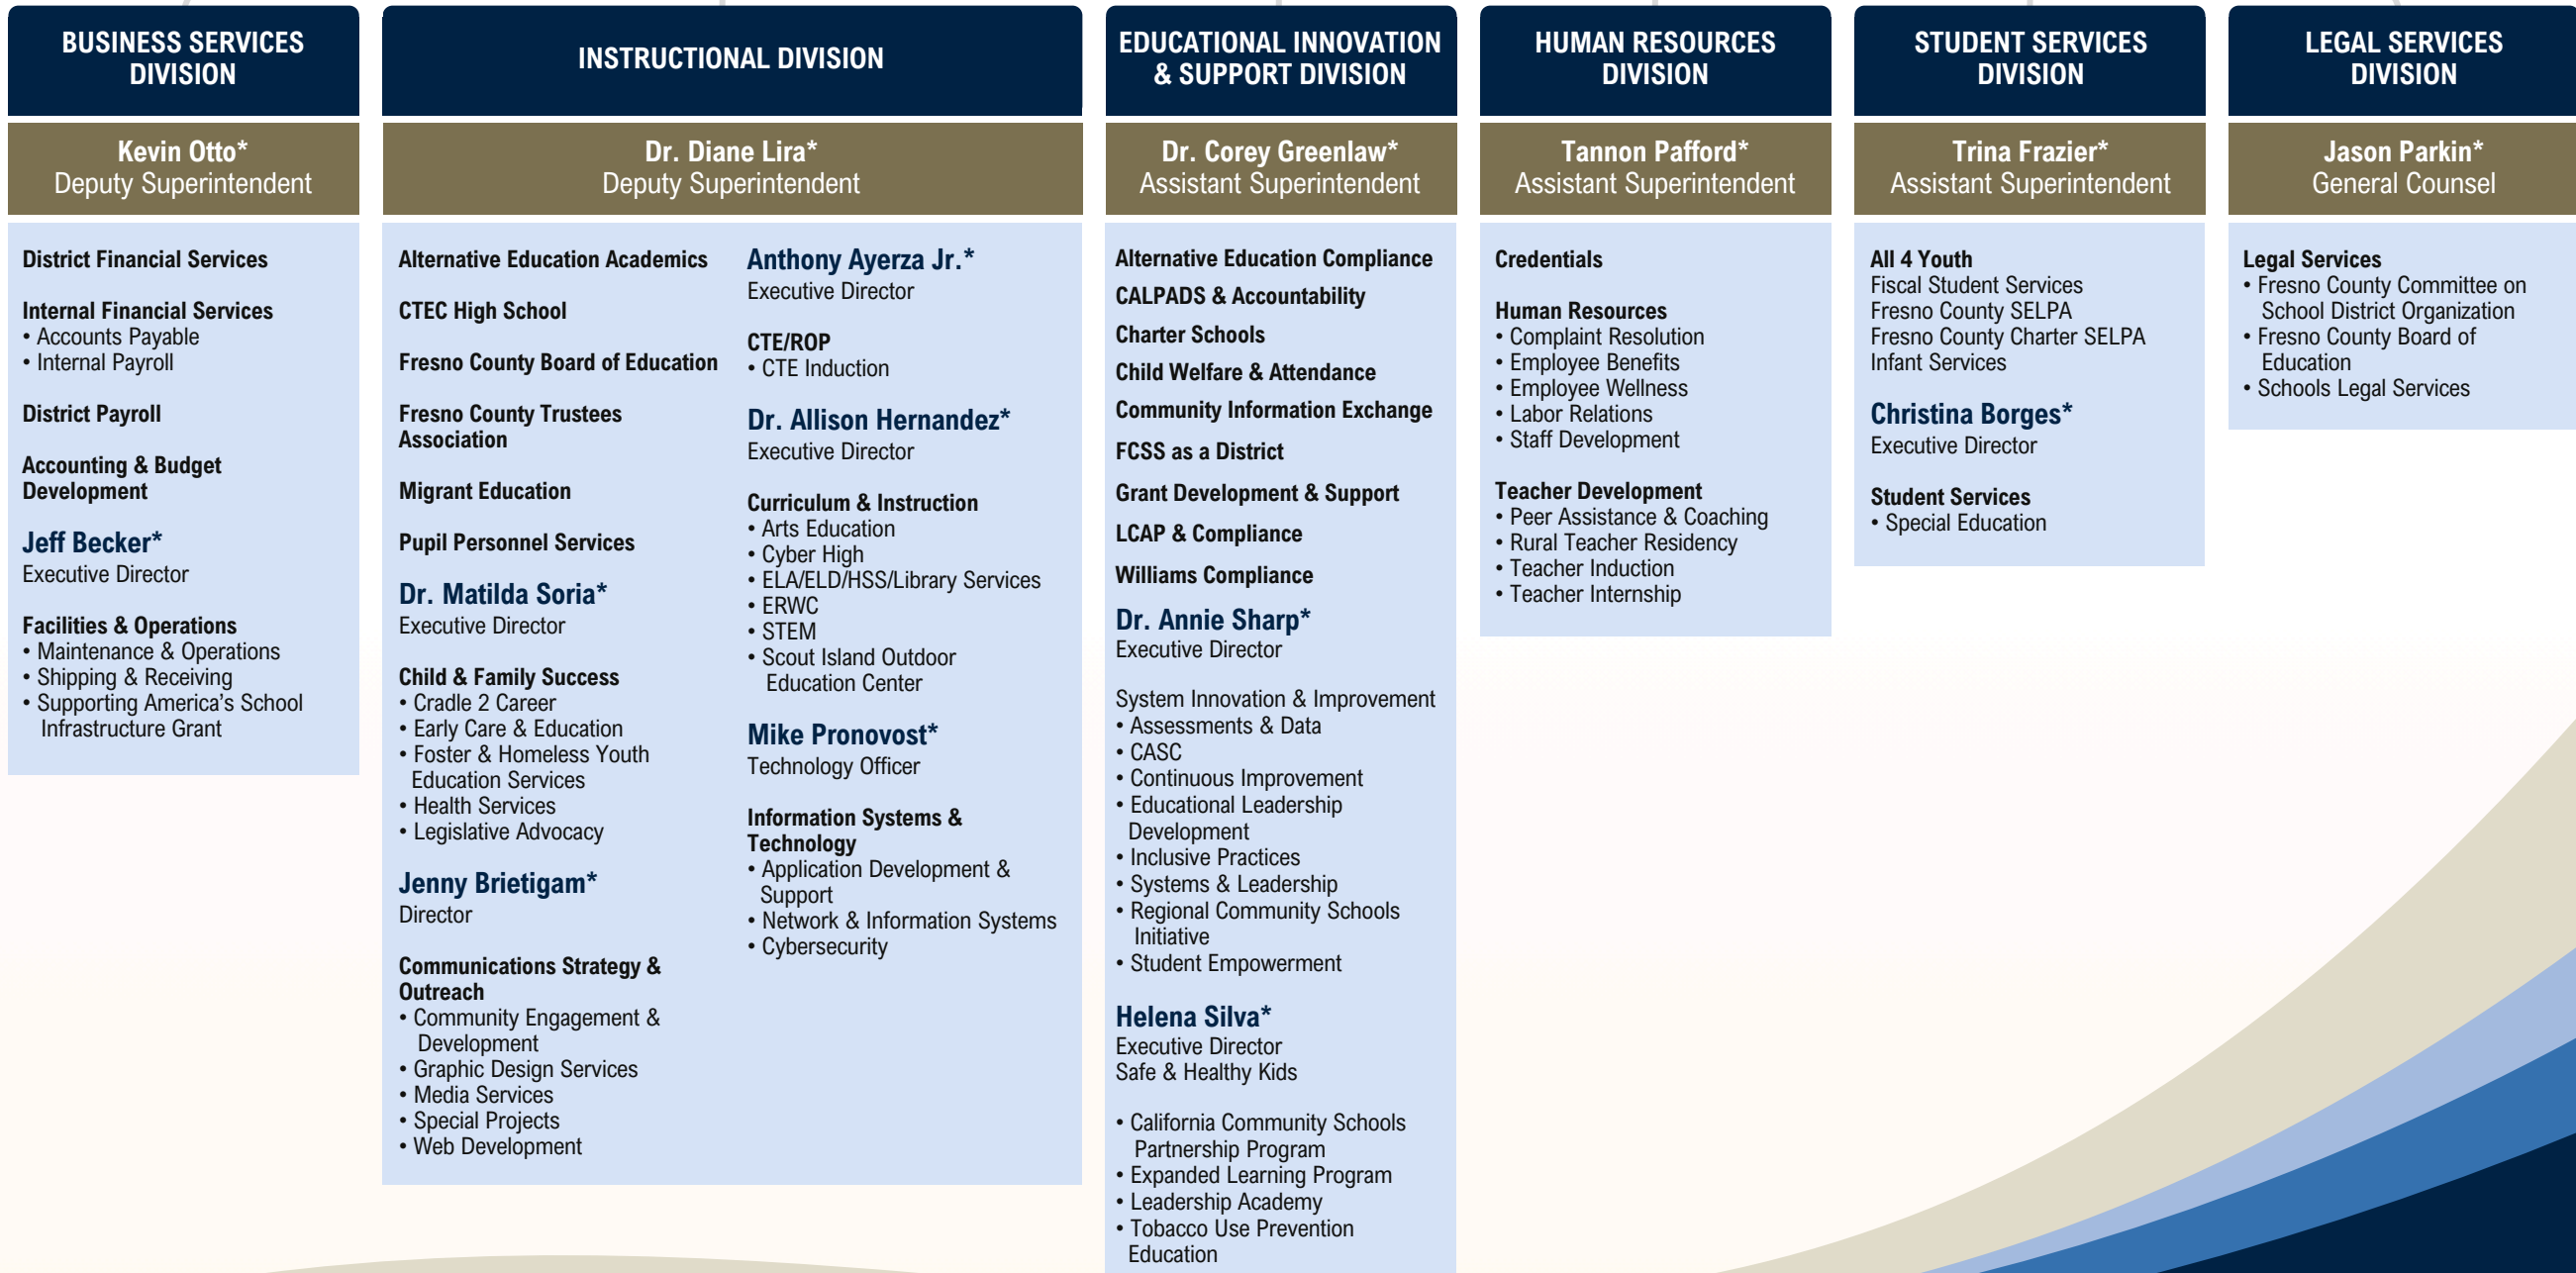 BUSINESS SERVICES
DIVISION
Kevin Otto*
Deputy Superintendent
District Financial Services
Internal Financial Services
• Accounts Payable
• Internal Payroll
District Payroll
Accounting & Budget
Development
Jeff Becker*
Executive Director
Facilities & Operations
• Maintenance & Operations
• Shipping & Receiving
• Supporting America's School
Infrastructure Grant
INSTRUCTIONAL DIVISION
Dr. Diane Lira*
Deputy Superintendent
Alternative Education Academics
CTEC High School
Fresno County Board of Education
Fresno County Trustees
Association
Migrant Education
Pupil Personnel Services
Dr. Matilda Soria*
Executive Director
Child & Family Success
• Cradle 2 Career
• Early Care & Education
• Foster & Homeless Youth
Education Services
• Health Services
• Legislative Advocacy
Jenny Brietigam*
Director
Communications Strategy &
Outreach
• Community Engagement &
Development
• Graphic Design Services
• Media Services
• Special Projects
• Web Development
Anthony Ayerza Jr.*
Executive Director
CTE/ROP
• CTE Induction
Dr. Allison Hernandez*
Executive Director
Curriculum & Instruction
• Arts Education
• Cyber High
• ELA/ELD/HSS/Library Services
• ERWC
• STEM
• Scout Island Outdoor
Education Center
Mike Pronovost*
Technology Officer
Information Systems &
Technology
• Application Development &
Support
• Network & Information Systems
• Cybersecurity
EDUCATIONAL INNOVATION
& SUPPORT DIVISION
Dr. Corey Greenlaw*
Assistant Superintendent
Alternative Education Compliance
CALPADS & Accountability
Charter Schools
Child Welfare & Attendance
Community Information Exchange
FCSS as a District
Grant Development & Support
LCAP & Compliance
Williams Compliance
Dr. Annie Sharp*
Executive Director
System Innovation & Improvement
• Assessments & Data
• CASC
• Continuous Improvement
• Educational Leadership
Development
• Inclusive Practices
• Systems & Leadership
• Regional Community Schools
Initiative
• Student Empowerment
Helena Silva*
Executive Director
Safe & Healthy Kids
• California Community Schools
Partnership Program
• Expanded Learning Program
• Leadership Academy
• Tobacco Use Prevention
Education
HUMAN RESOURCES
DIVISION
Tannon Pafford*
Assistant Superintendent
Credentials
Human Resources
• Complaint Resolution
• Employee Benefits
• Employee Wellness
• Labor Relations
• Staff Development
Teacher Development
• Peer Assistance & Coaching
• Rural Teacher Residency
• Teacher Induction
• Teacher Internship
STUDENT SERVICES
DIVISION
Trina Frazier*
Assistant Superintendent
All 4 Youth
Fiscal Student Services
Fresno County SELPA
Fresno County Charter SELPA
Infant Services
Christina Borges*
Executive Director
Student Services
• Special Education
LEGAL SERVICES
DIVISION
Jason Parkin*
General Counsel
Legal Services
• Fresno County Committee on
School District Organization
• Fresno County Board of
Education
• Schools Legal Services